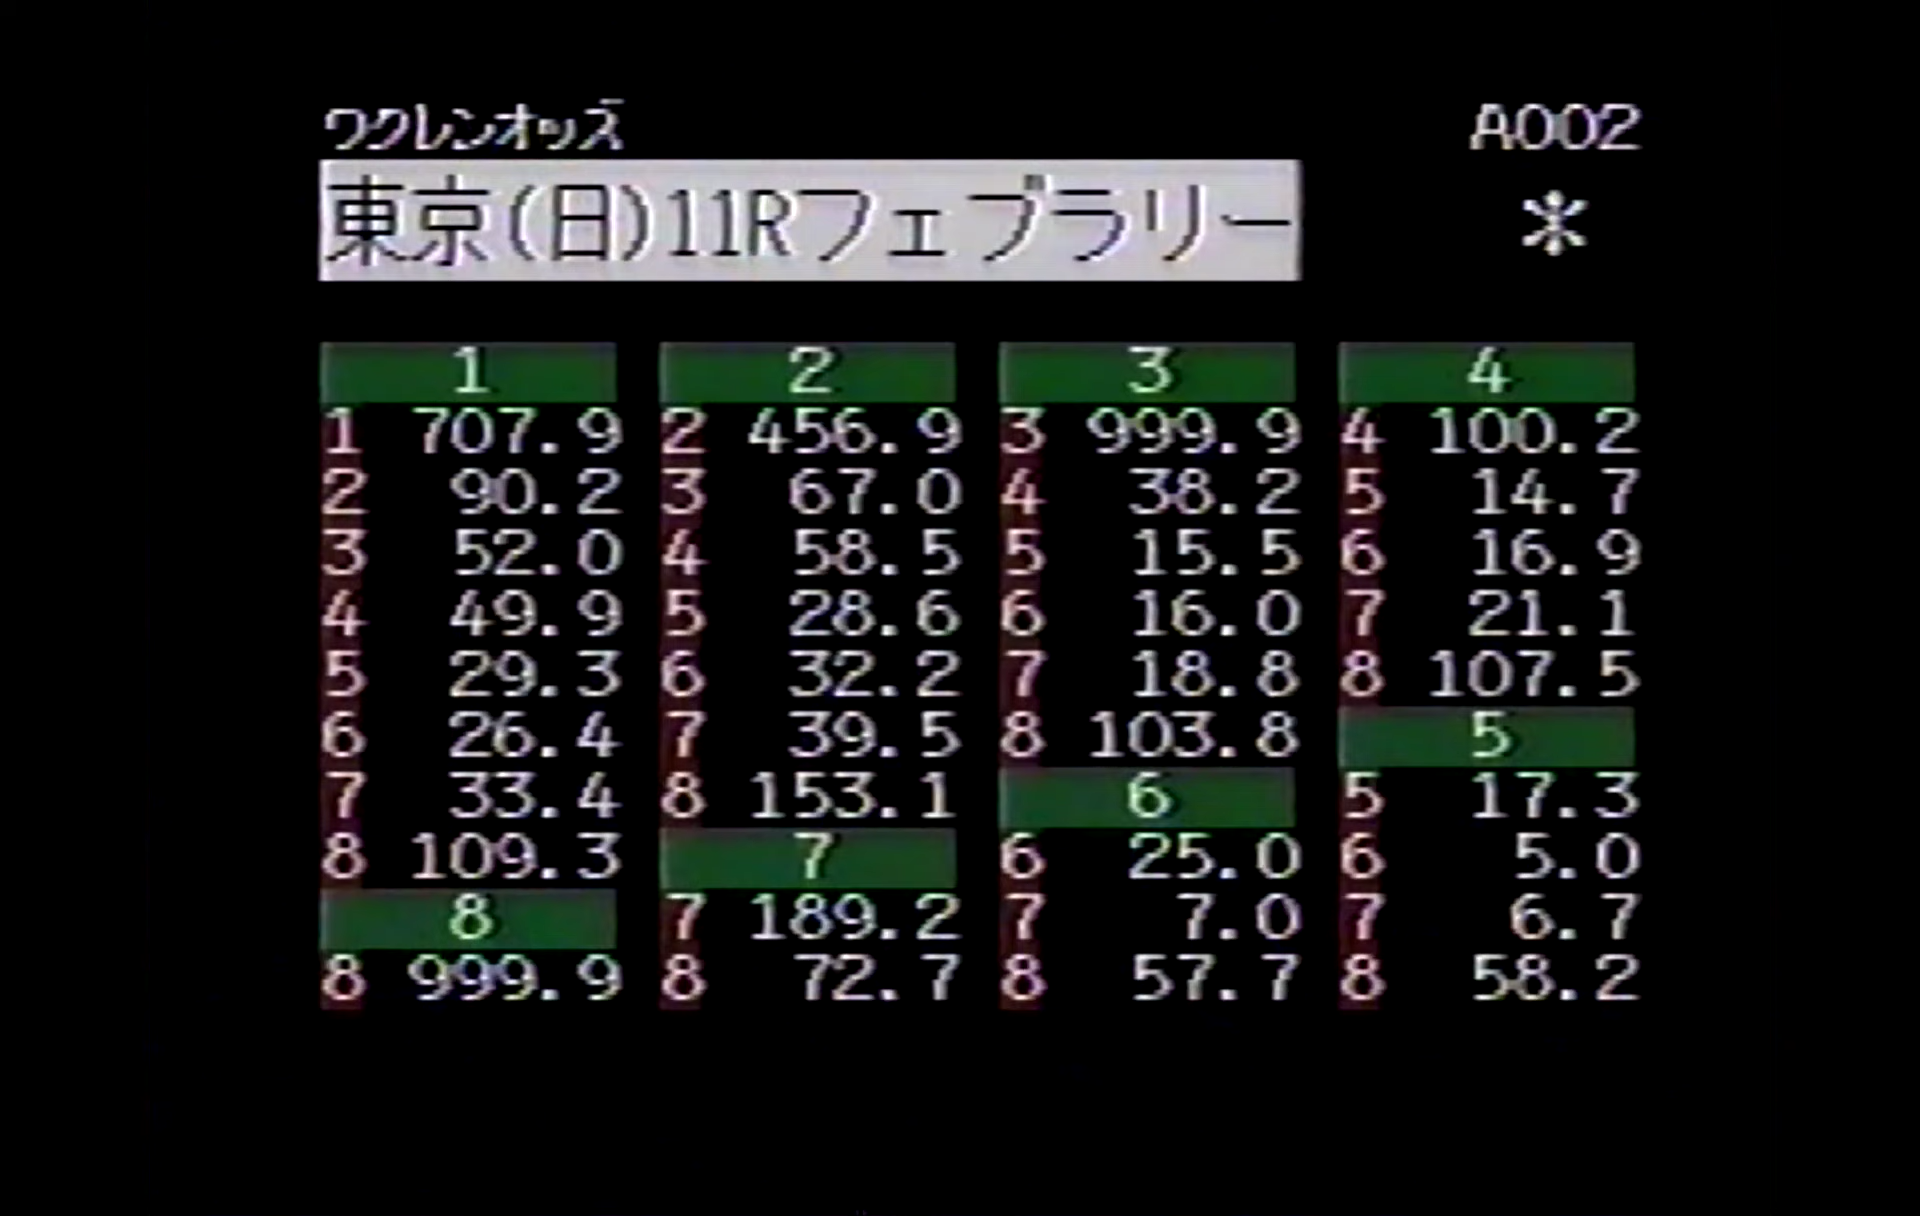 ワクレンオッズ A002
東京(日)11Rフェブラリー *
1 2 3 4
1 707.9 2 456.9 3 999.9 4 100.2
2 90.2 3 67.0 4 38.2 5 14.7
3 52.0 4 58.5 5 15.5 6 16.9
4 49.9 5 28.6 6 16.0 7 21.1
5 29.3 6 32.2 7 18.8 8 107.5
6 26.4 7 39.5 8 103.8 5
7 33.4 8 153.1 6 5 17.3
8 109.3 7 6 25.0 6 5.0
8 7 189.2 7 7.0 7 6.7
8 999.9 8 72.7 8 57.7 8 58.2